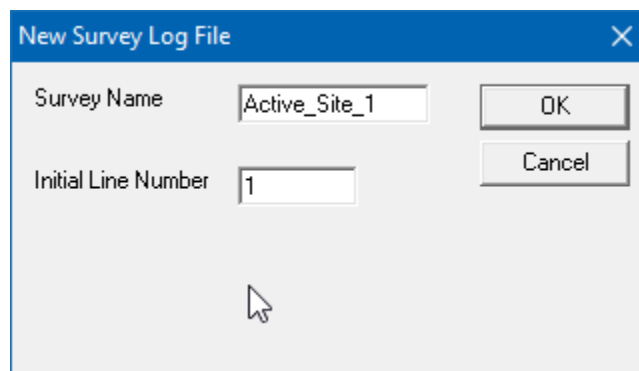 New Survey Log File
Survey Name Active_Site_1 OK
Cancel
Initial Line Number 1